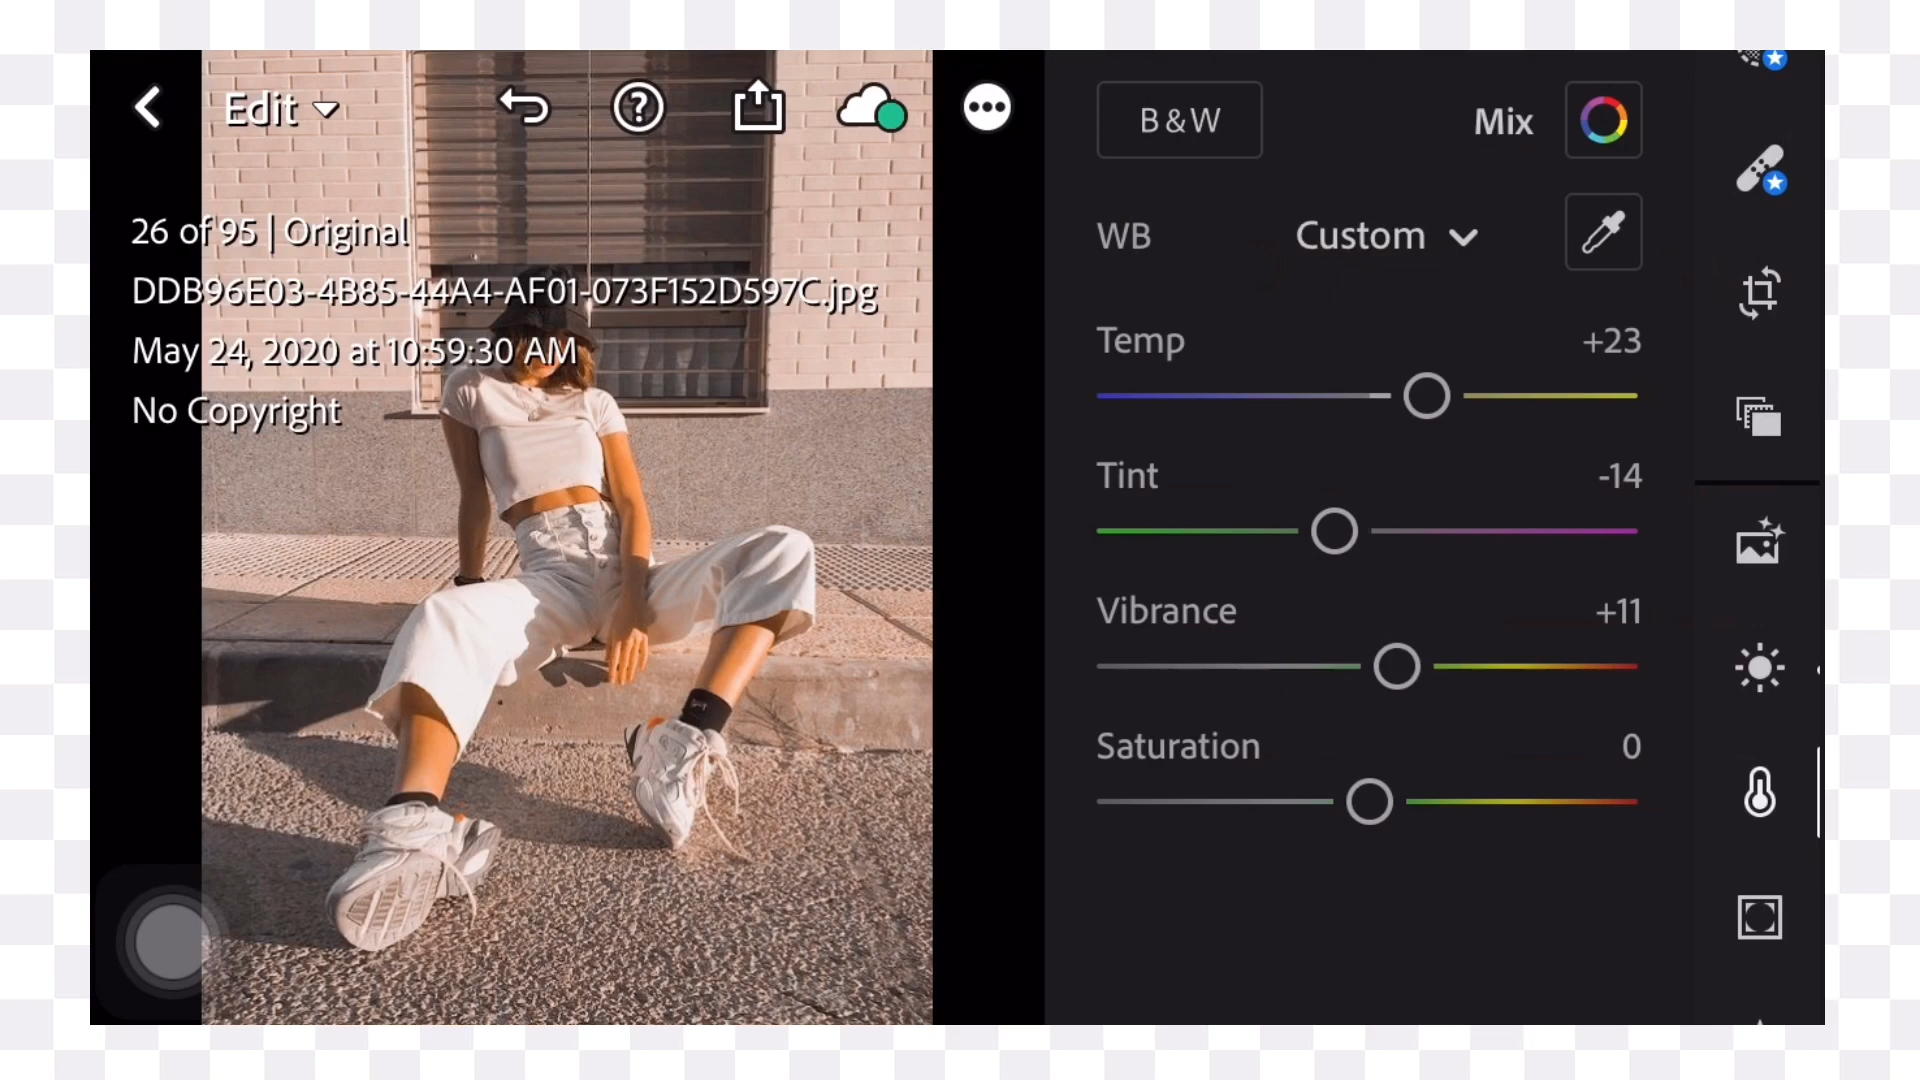 Edit
26 of 95 | Original
DDB96E03-4B85-44A4-AF01-073F152D597C.jpg
May 24, 2020 at 10:59:30 AM
No Copyright
B&W
Mix
WB
Custom
Temp
+23
Tint
-14
Vibrance
+11
Saturation
0